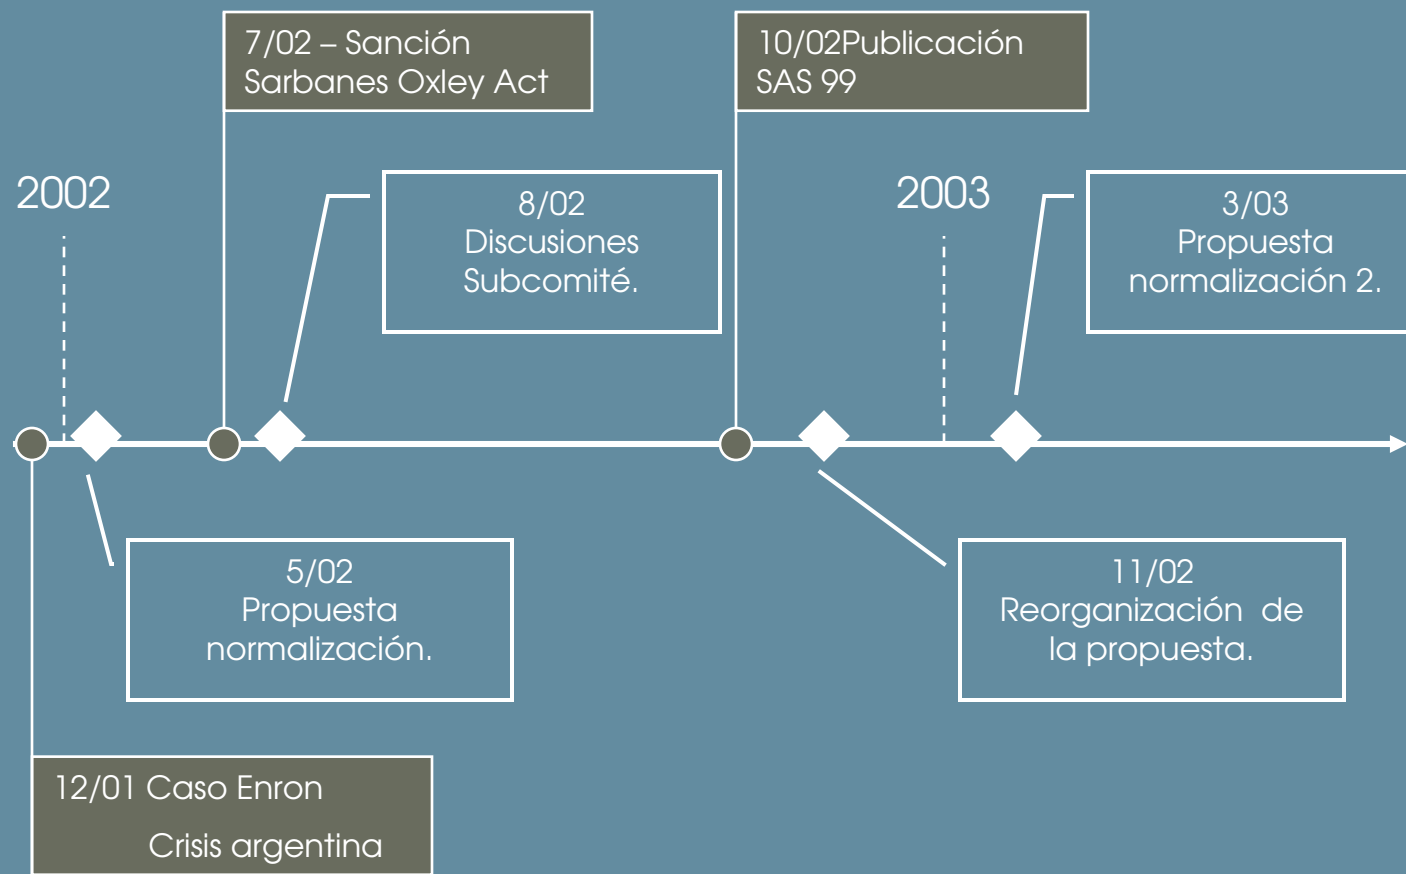 7/02 – Sanción
Sarbanes Oxley Act
10/02Publicación
SAS 99
2002
8/02
Discusiones
Subcomité.
2003
3/03
Propuesta
normalización 2.
5/02
Propuesta
normalización.
11/02
Reorganización  de
la propuesta.
12/01 Caso Enron
Crisis argentina